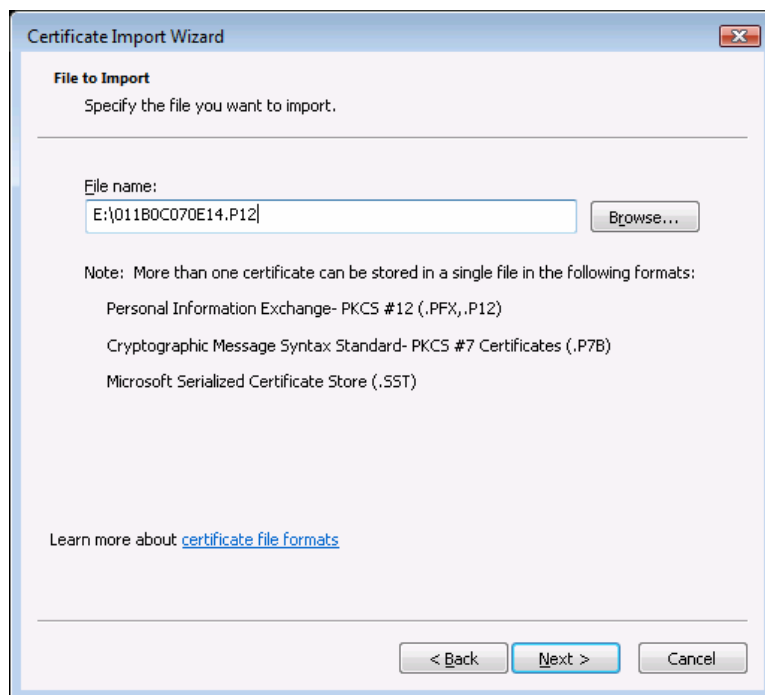 Certificate Import Wizard
File to Import
Specify the file you want to import.
File name:
E:\011B0C070E14.P12
Browse...
Note: More than one certificate can be stored in a single file in the following formats:
Personal Information Exchange- PKCS #12 (.PFX,.P12)
Cryptographic Message Syntax Standard- PKCS #7 Certificates (.P7B)
Microsoft Serialized Certificate Store (.SST)
Learn more about certificate file formats
< Back
Next >
Cancel